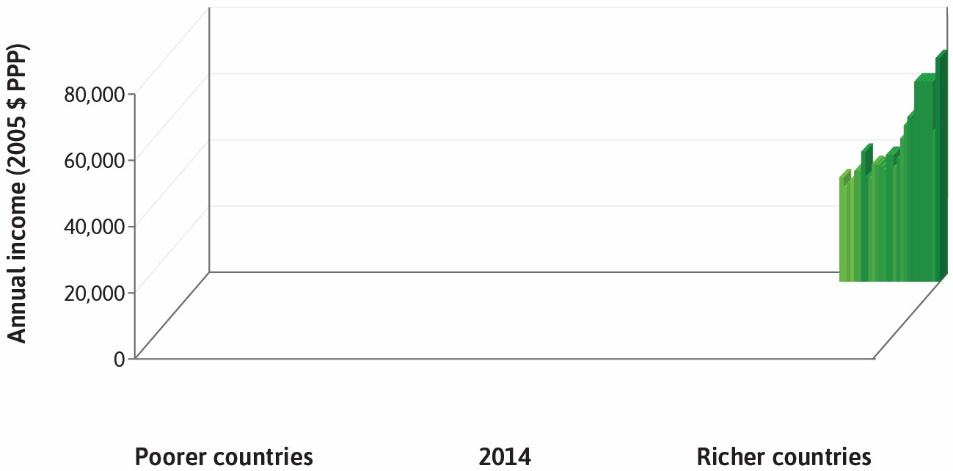 Annual income (2005 $ PPP)
80,000
60,000
40,000
20,000
0
Poorer countries
2014
Richer countries